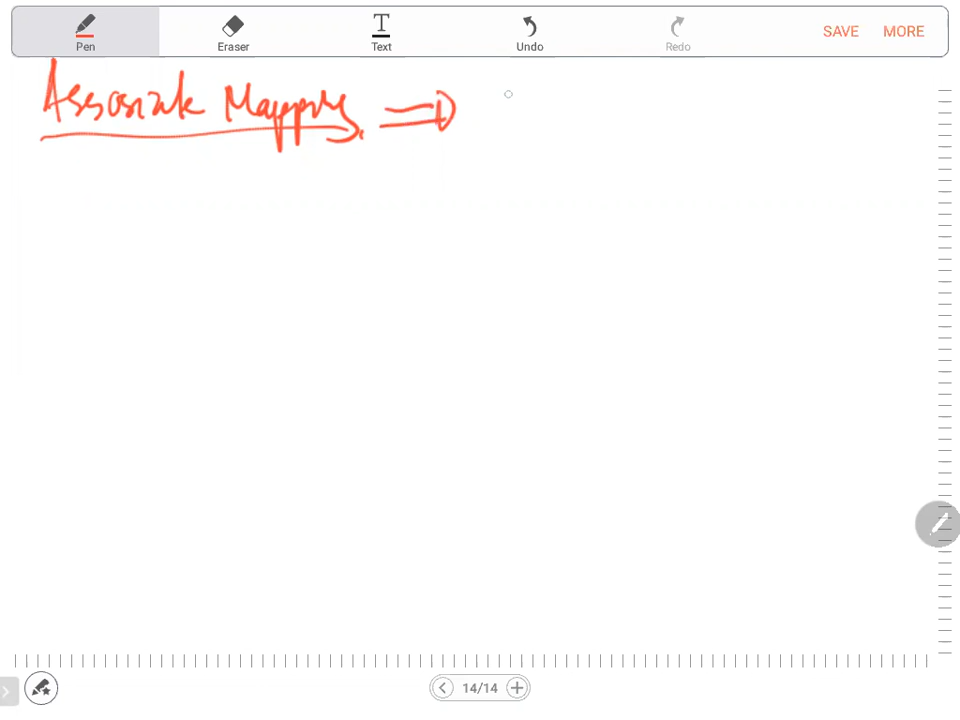 Pen Eraser Text Undo Redo SAVE MORE
Associate Mapping. ⇒
14/14